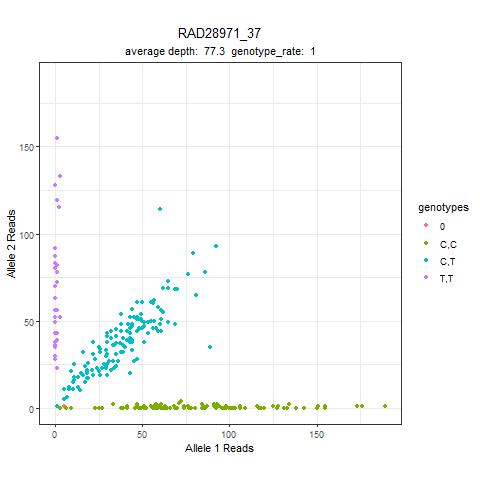 RAD28971_37
average depth: 77.3 genotype_rate: 1
Allele 2 Reads
150
100
50
0
0
50
100
150
Allele 1 Reads
genotypes
0
C,C
C,T
T,T